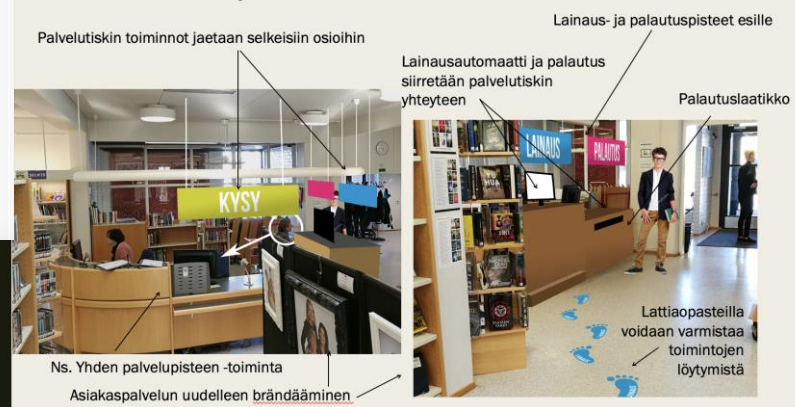 Lainaus- ja palautuspisteet esille
Palvelutiskin toiminnot jaetaan selkeisiin osioihin
Lainausautomaatti ja palautus
siirretään palvelutiskin
yhteyteen
Palautuslaatikko
KYSY
LAINAUS
PALAUTUS
Lattiaopasteilla
voidaan varmistaa
toimintojen
löytymistä
Ns. Yhden palvelupisteen -toiminta
Asiakaspalvelun uudelleen brändääminen